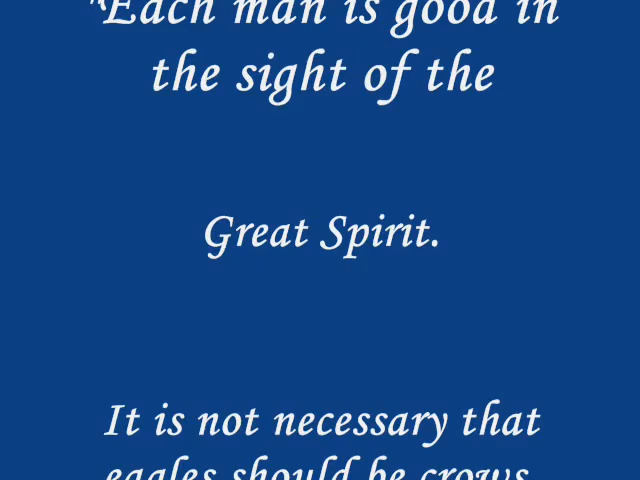 "Each man is good in
the sight of the
Great Spirit.
It is not necessary that
eagles should be crows.